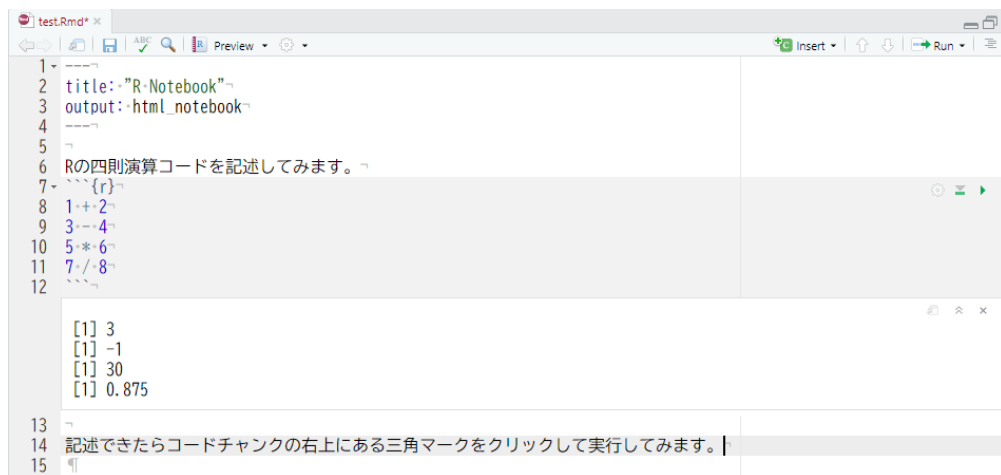 test.Rmd*
ABC Preview Insert Run
1 ---
2 title: "R Notebook"
3 output: html_notebook
4 ---
5
6 Rの四則演算コードを記述してみます。
7 ```{r}
8 1 + 2
9 3 - 4
10 5 * 6
11 7 / 8
12 ```
[1] 3
[1] -1
[1] 30
[1] 0.875
13
14 記述できたらコードチャンクの右上にある三角マークをクリックして実行してみます。
15